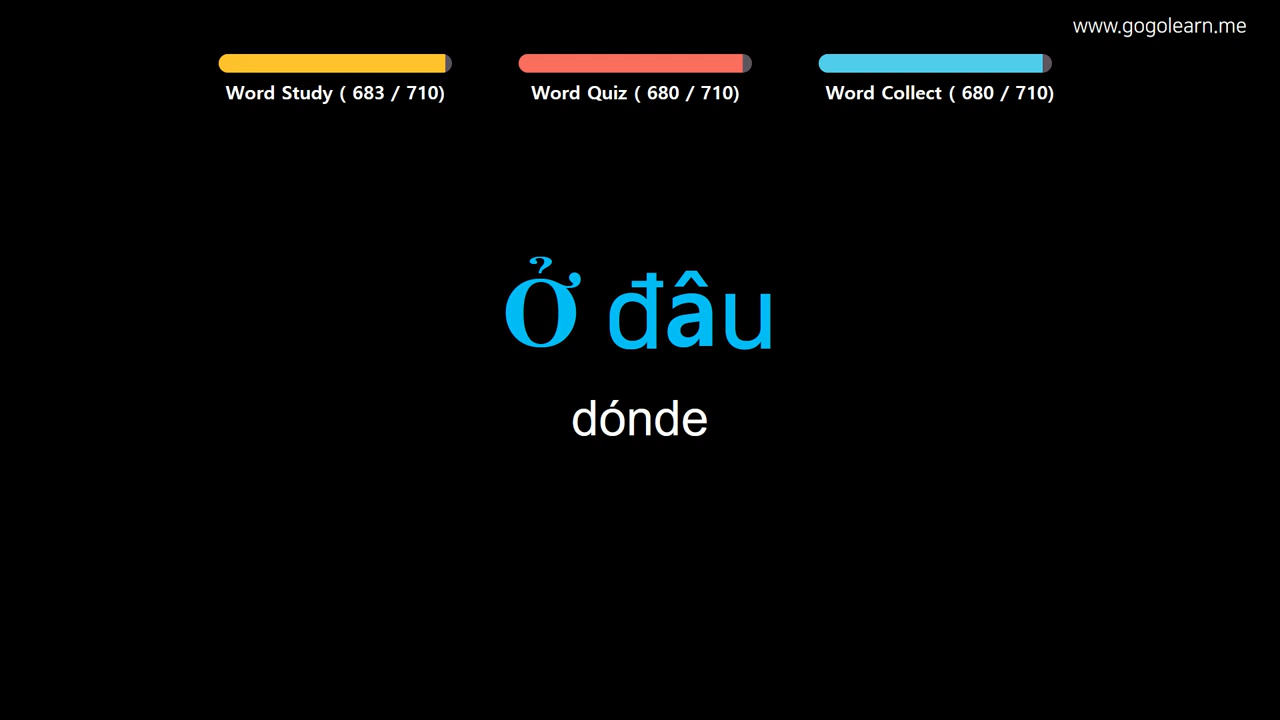 www.gogolearn.me
Word Study ( 683 / 710) Word Quiz ( 680 / 710) Word Collect ( 680 / 710)
Ở đâu
dónde